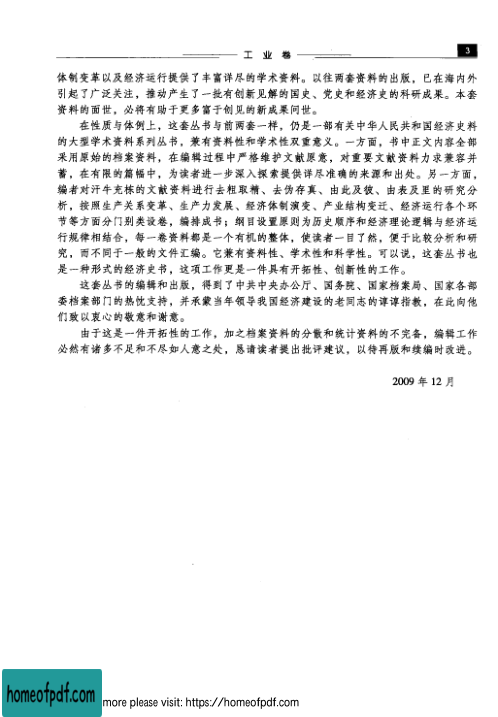 工 业 卷
3
体制变革以及经济运行提供了丰富详尽的学术资料。以往两套资料的出版，已在海内外
引起了广泛关注，推动产生了一批有创新见解的国史、党史和经济史的科研成果。本套
资料的面世，必将有助于更多富于创见的新成果问世。
在性质与体例上，这套丛书与前两套一样，仍是一部有关中华人民共和国经济史料
的大型学术资料系列丛书，兼有资料性和学术性双重意义。一方面，书中正文内容全部
采用原始的档案资料，在编辑过程中严格维护文献原意，对重要文献资料力求兼容并
蓄，在有限的篇幅中，为读者进一步深入探索提供详尽准确的来源和出处。另一方面，
编者对汗牛充栋的文献资料进行去粗取精、去伪存真、由此及彼、由表及里的研究分
析，按照生产关系变革、生产力发展、经济体制演变、产业结构变迁、经济运行各个环
节等方面分门别类设卷，编排成书；纲目设置原则为历史顺序和经济理论逻辑与经济运
行规律相结合，每一卷资料都是一个有机的整体，使读者一目了然，便于比较分析和研
究，而不同于一般的文件汇编。它兼有资料性、学术性和科学性。可以说，这套丛书也
是一种形式的经济史书，这项工作更是一件具有开拓性、创新性的工作。
这套丛书的编辑和出版，得到了中共中央办公厅、国务院、国家档案局、国家各部
委档案部门的热忱支持，并承蒙当年领导我国经济建设的老同志的谆谆指教，在此向他
们致以衷心的敬意和谢意。
由于这是一件开拓性的工作，加之档案资料的分散和统计资料的不完备，编辑工作
必然有诸多不足和不尽如人意之处，恳请读者提出批评建议，以待再版和续编时改进。
2009 年 12 月
homeofpdf.com
more please visit: https://homeofpdf.com